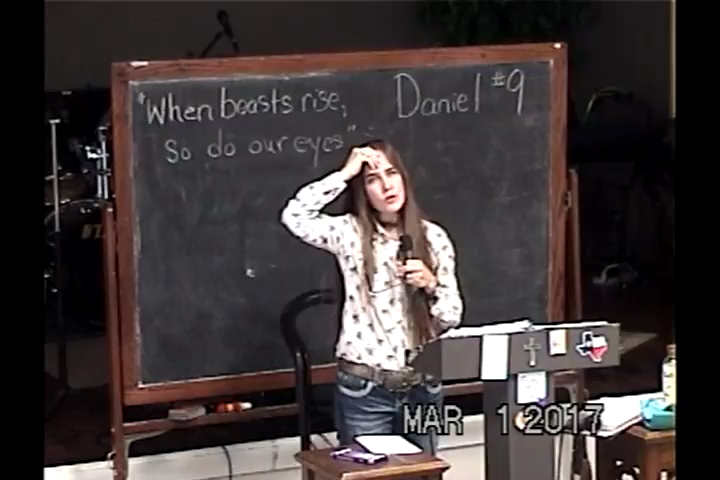 "When beasts rise,
So do our eyes"
Daniel #9
MAR 1 2017